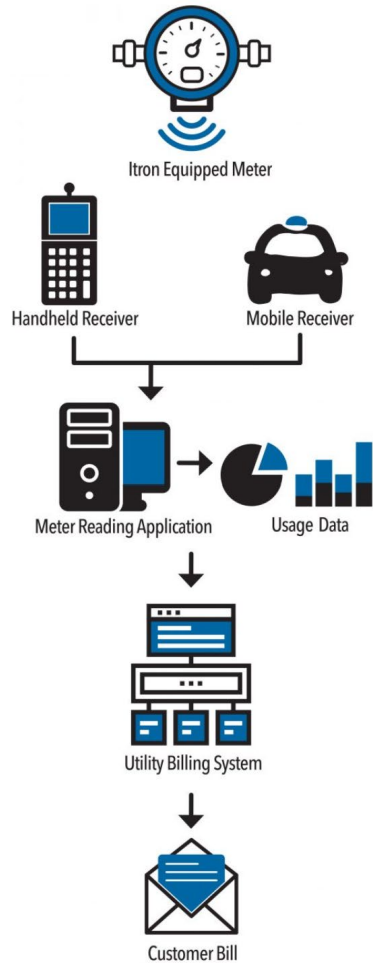 Itron Equipped Meter
Handheld Receiver
Mobile Receiver
Meter Reading Application
Usage Data
Utility Billing System
Customer Bill